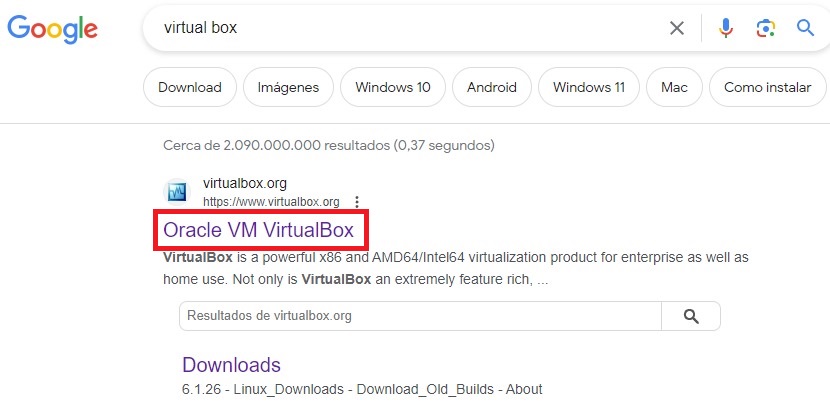 Google
virtual box
Download Imágenes Windows 10 Android Windows 11 Mac Como instalar
Cerca de 2.090.000.000 resultados (0,37 segundos)
virtualbox.org
https://www.virtualbox.org
Oracle VM VirtualBox
VirtualBox is a powerful x86 and AMD64/Intel64 virtualization product for enterprise as well as
home use. Not only is VirtualBox an extremely feature rich, ...
Resultados de virtualbox.org
Downloads
6.1.26 - Linux_Downloads - Download_Old_Builds - About